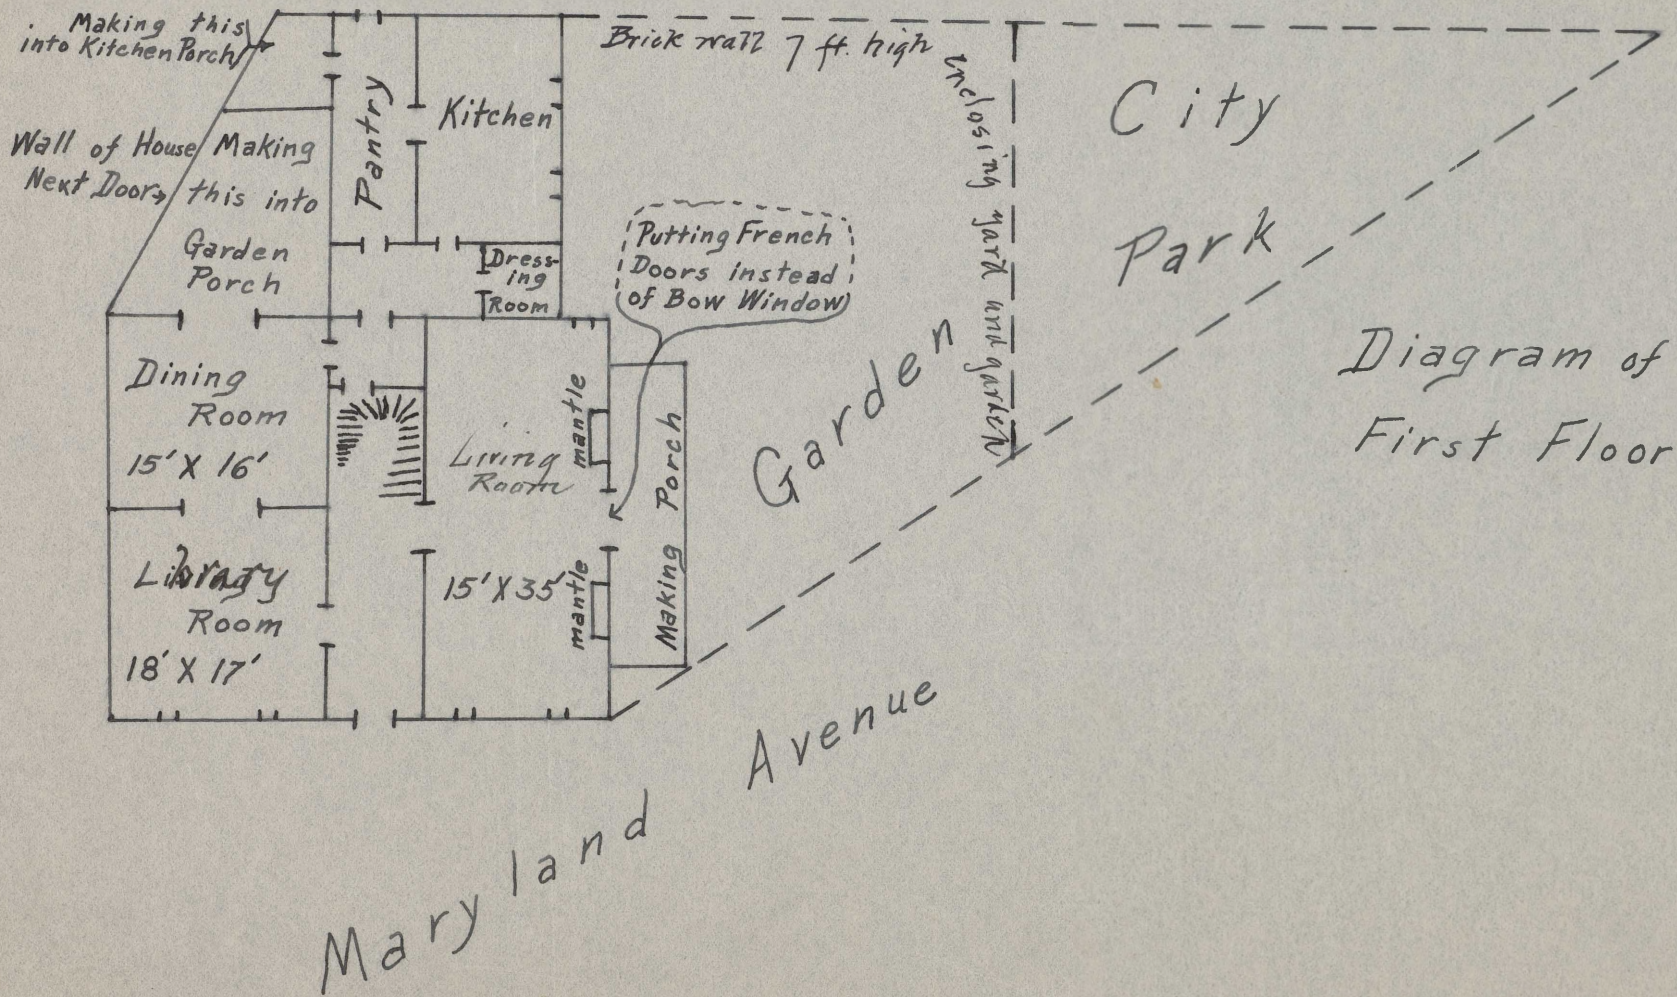 Making this
into Kitchen Porch
Brick wall 7 ft. high
enclosing yard and garden
City
Park
Diagram of
First Floor
Wall of House
Next Door
Making
this into
Garden
Porch
Pantry
Kitchen
Dress-
ing
Room
Putting French
Doors instead
of Bow Window
Dining
Room
15' X 16'
Living
Room
15' X 35'
mantle
mantle
Making Porch
Garden
Library
Room
18' X 17'
Maryland Avenue